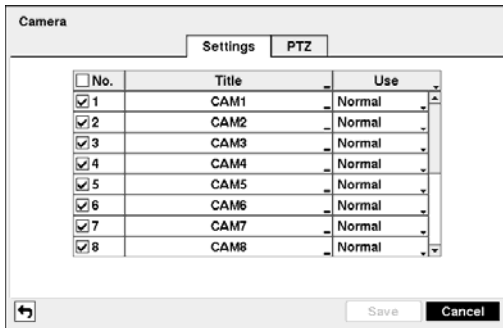 Camera
Settings PTZ
No. Title Use
1 CAM1 Normal
2 CAM2 Normal
3 CAM3 Normal
4 CAM4 Normal
5 CAM5 Normal
6 CAM6 Normal
7 CAM7 Normal
8 CAM8 Normal
Save Cancel